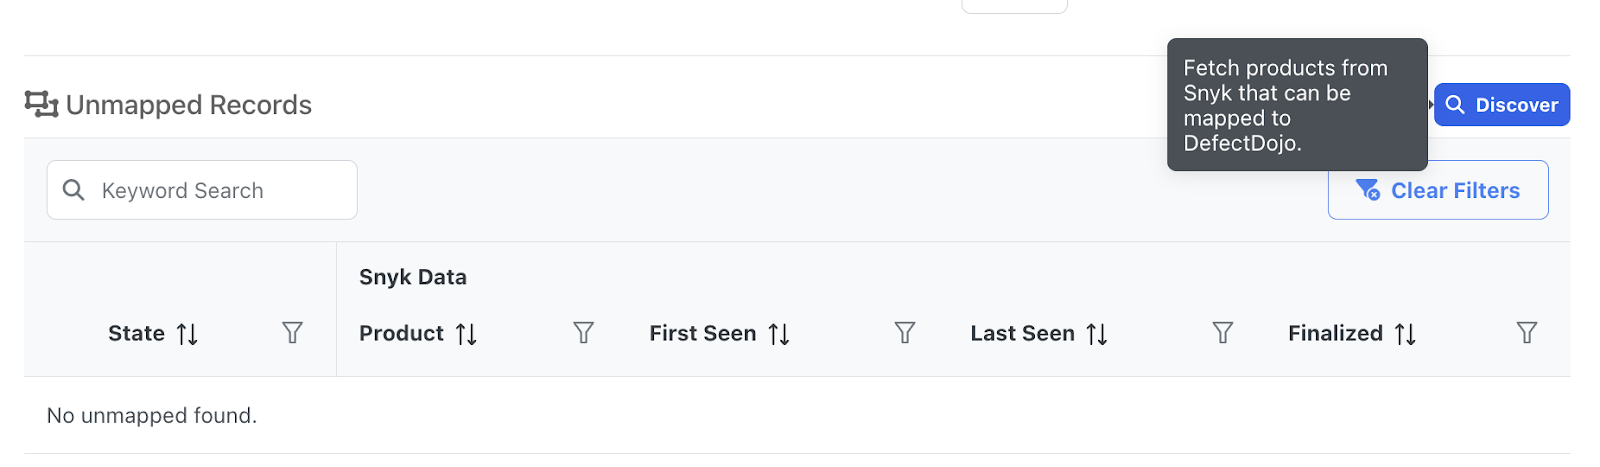 Fetch products from
Snyk that can be
mapped to
DefectDojo.
Unmapped Records
Discover
Keyword Search
Clear Filters
Snyk Data
State
Product
First Seen
Last Seen
Finalized
No unmapped found.